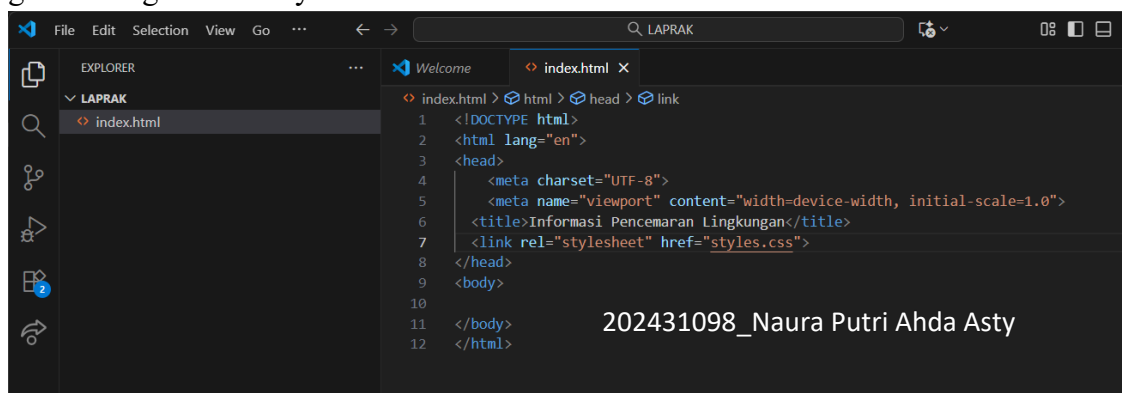 File Edit Selection View Go ··· LAPRAK
EXPLORER ···
LAPRAK
index.html
2
Welcome index.html
index.html > html > head > link
1 <!DOCTYPE html>
2 <html lang="en">
3 <head>
4 <meta charset="UTF-8">
5 <meta name="viewport" content="width=device-width, initial-scale=1.0">
6 <title>Informasi Pencemaran Lingkungan</title>
7 <link rel="stylesheet" href="styles.css">
8 </head>
9 <body>
10
11 </body>
12 </html>
202431098_Naura Putri Ahda Asty